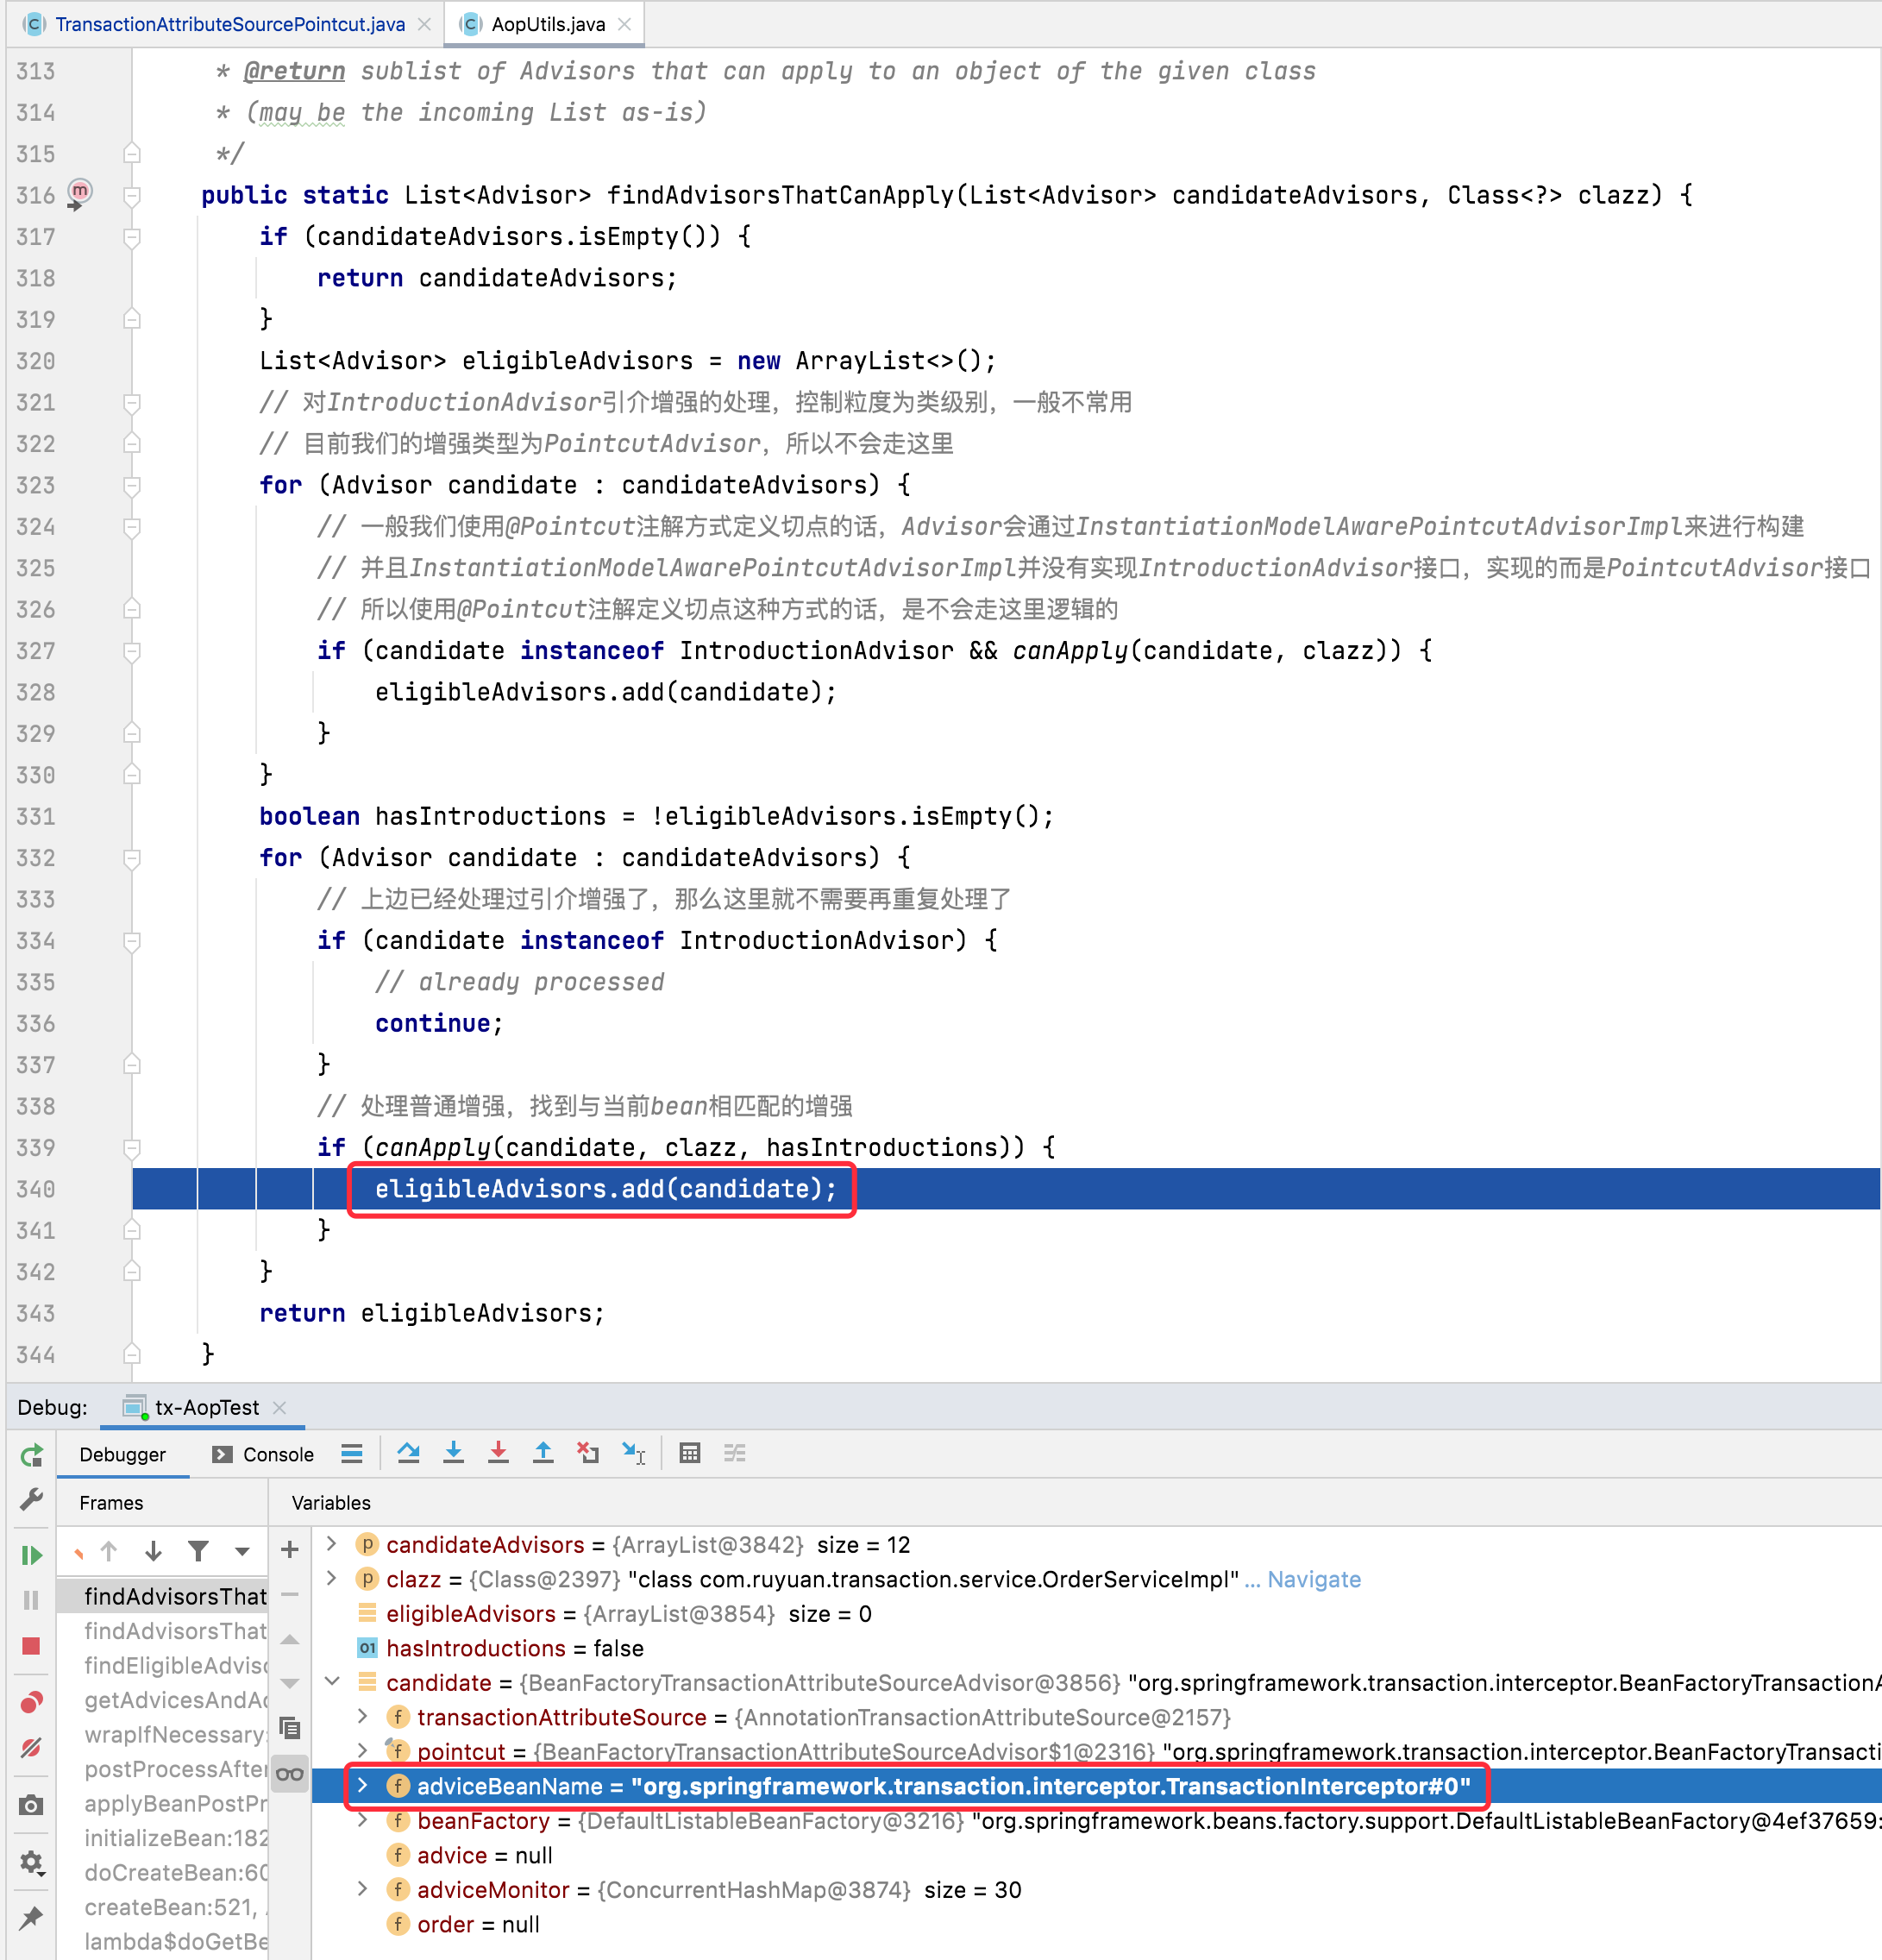 TransactionAttributeSourcePointcut.java AopUtils.java
313 * @return sublist of Advisors that can apply to an object of the given class
314 * (may be the incoming List as-is)
315 */
316 public static List<Advisor> findAdvisorsThatCanApply(List<Advisor> candidateAdvisors, Class<?> clazz) {
317 if (candidateAdvisors.isEmpty()) {
318 return candidateAdvisors;
319 }
320 List<Advisor> eligibleAdvisors = new ArrayList<>();
321 // 对IntroductionAdvisor引介增强的处理，控制粒度为类级别，一般不常用
322 // 目前我们的增强类型为PointcutAdvisor，所以不会走这里
323 for (Advisor candidate : candidateAdvisors) {
324 // 一般我们使用@Pointcut注解方式定义切点的话，Advisor会通过InstantiationModelAwarePointcutAdvisorImpl来进行构建
325 // 并且InstantiationModelAwarePointcutAdvisorImpl并没有实现IntroductionAdvisor接口，实现的而是PointcutAdvisor接口
326 // 所以使用@Pointcut注解定义切点这种方式的话，是不会走这里逻辑的
327 if (candidate instanceof IntroductionAdvisor && canApply(candidate, clazz)) {
328 eligibleAdvisors.add(candidate);
329 }
330 }
331 boolean hasIntroductions = !eligibleAdvisors.isEmpty();
332 for (Advisor candidate : candidateAdvisors) {
333 // 上边已经处理过引介增强了，那么这里就不需要再重复处理了
334 if (candidate instanceof IntroductionAdvisor) {
335 // already processed
336 continue;
337 }
338 // 处理普通增强，找到与当前bean相匹配的增强
339 if (canApply(candidate, clazz, hasIntroductions)) {
340 eligibleAdvisors.add(candidate);
341 }
342 }
343 return eligibleAdvisors;
344 }
Debug: tx-AopTest
Debugger Console
Frames Variables
findAdvisorsThat
findAdvisorsThat
findEligibleAdvis
getAdvicesAndA
wrapIfNecessary:
postProcessAfter
applyBeanPostPr
initializeBean:182
doCreateBean:60
createBean:521,
lambda$doGetBe
candidateAdvisors = {ArrayList@3842} size = 12
clazz = {Class@2397} "class com.ruyuan.transaction.service.OrderServiceImpl" ... Navigate
eligibleAdvisors = {ArrayList@3854} size = 0
01 hasIntroductions = false
candidate = {BeanFactoryTransactionAttributeSourceAdvisor@3856} "org.springframework.transaction.interceptor.BeanFactoryTransactionA
transactionAttributeSource = {AnnotationTransactionAttributeSource@2157}
pointcut = {BeanFactoryTransactionAttributeSourceAdvisor$1@2316} "org.springframework.transaction.interceptor.BeanFactoryTransacti
adviceBeanName = "org.springframework.transaction.interceptor.TransactionInterceptor#0"
beanFactory = {DefaultListableBeanFactory@3216} "org.springframework.beans.factory.support.DefaultListableBeanFactory@4ef37659:
advice = null
adviceMonitor = {ConcurrentHashMap@3874} size = 30
order = null